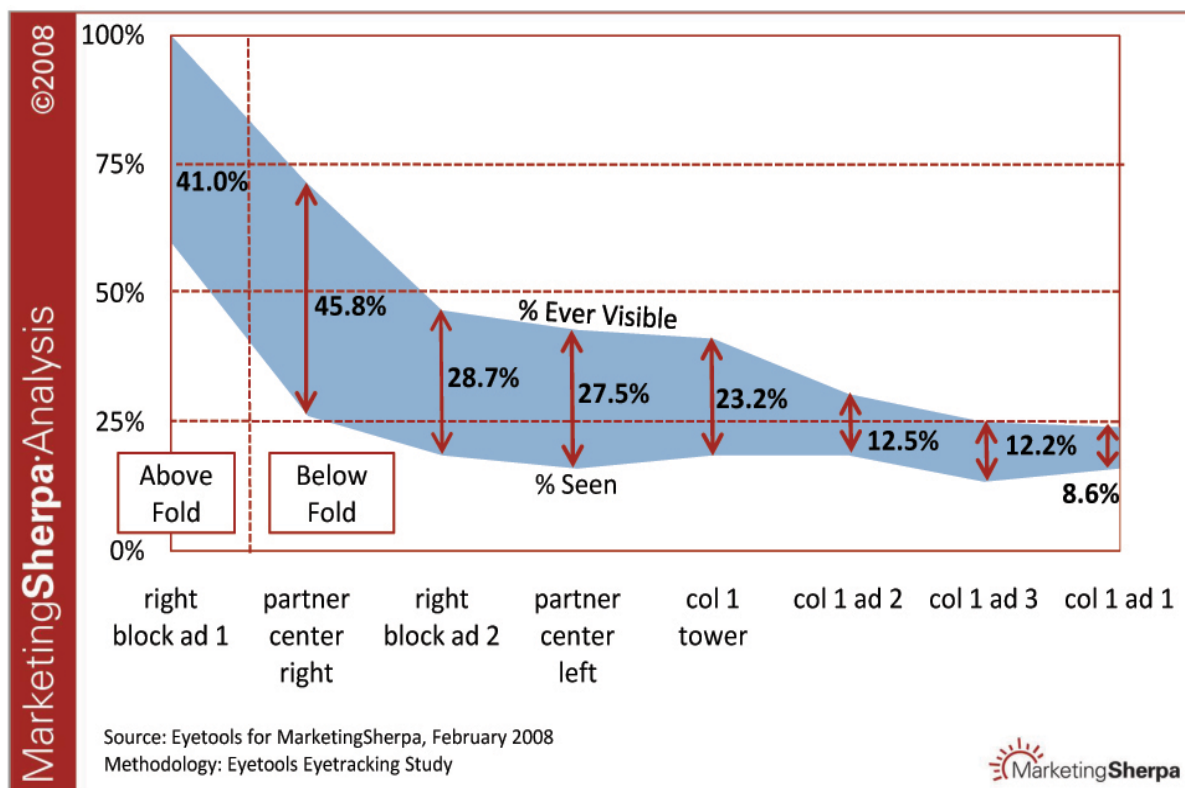 MarketingSherpa·Analysis ©2008
100%
75%
50%
25%
0%
41.0%
45.8%
28.7%
27.5%
23.2%
12.5%
12.2%
8.6%
% Ever Visible
% Seen
Above
Fold
Below
Fold
right
block ad 1
partner
center
right
right
block ad 2
partner
center
left
col 1
tower
col 1 ad 2
col 1 ad 3
col 1 ad 1
Source: Eyetools for MarketingSherpa, February 2008
Methodology: Eyetools Eyetracking Study
MarketingSherpa